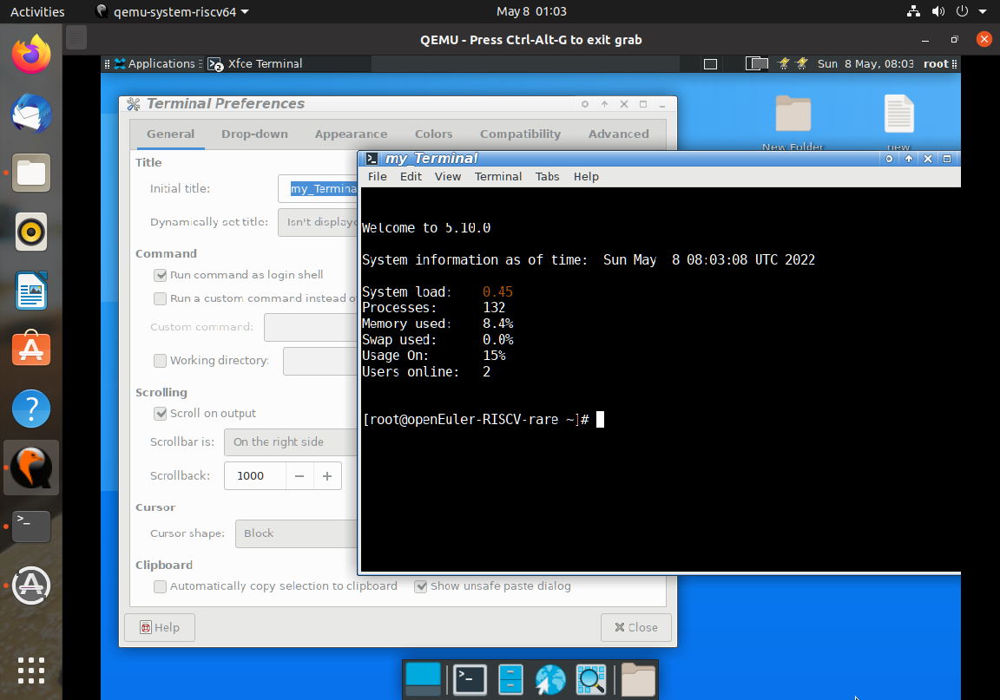 Activities
qemu-system-riscv64
May 8 01:03
QEMU - Press Ctrl-Alt-G to exit grab
Applications
Xfce Terminal
Sun 8 May, 08:03
root
Terminal Preferences
General Drop-down Appearance Colors Compatibility Advanced
Title
Initial title: my_Termina
Dynamically set title: Isn't displaye
Command
Run command as login shell
Run a custom command instead o
Custom command:
Working directory:
Scrolling
Scroll on output
Scrollbar is: On the right side
Scrollback: 1000
Cursor
Cursor shape: Block
Clipboard
Automatically copy selection to clipboard
Show unsafe paste dialog
Help
Close
New Folder
new
my_Terminal
File Edit View Terminal Tabs Help
Welcome to 5.10.0
System information as of time: Sun May 8 08:03:08 UTC 2022
System load: 0.45
Processes: 132
Memory used: 8.4%
Swap used: 0.0%
Usage On: 15%
Users online: 2
[root@openEuler-RISCV-rare ~]#